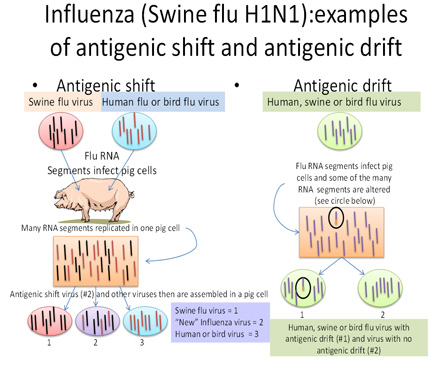 Influenza (Swine flu H1N1):examples
of antigenic shift and antigenic drift
• Antigenic shift
Swine flu virus
Human flu or bird flu virus
Flu RNA
Segments infect pig cells
Many RNA segments replicated in one pig cell
Antigenic shift virus (#2) and other viruses then are assembled in a pig cell
1
2
3
Swine flu virus = 1
"New" Influenza virus = 2
Human or bird virus = 3
• Antigenic drift
Human, swine or bird flu virus
Flu RNA segments infect pig
cells and some of the many
RNA segments are altered
(see circle below)
1
2
Human, swine or bird flu virus with
antigenic drift (#1) and virus with no
antigenic drift (#2)